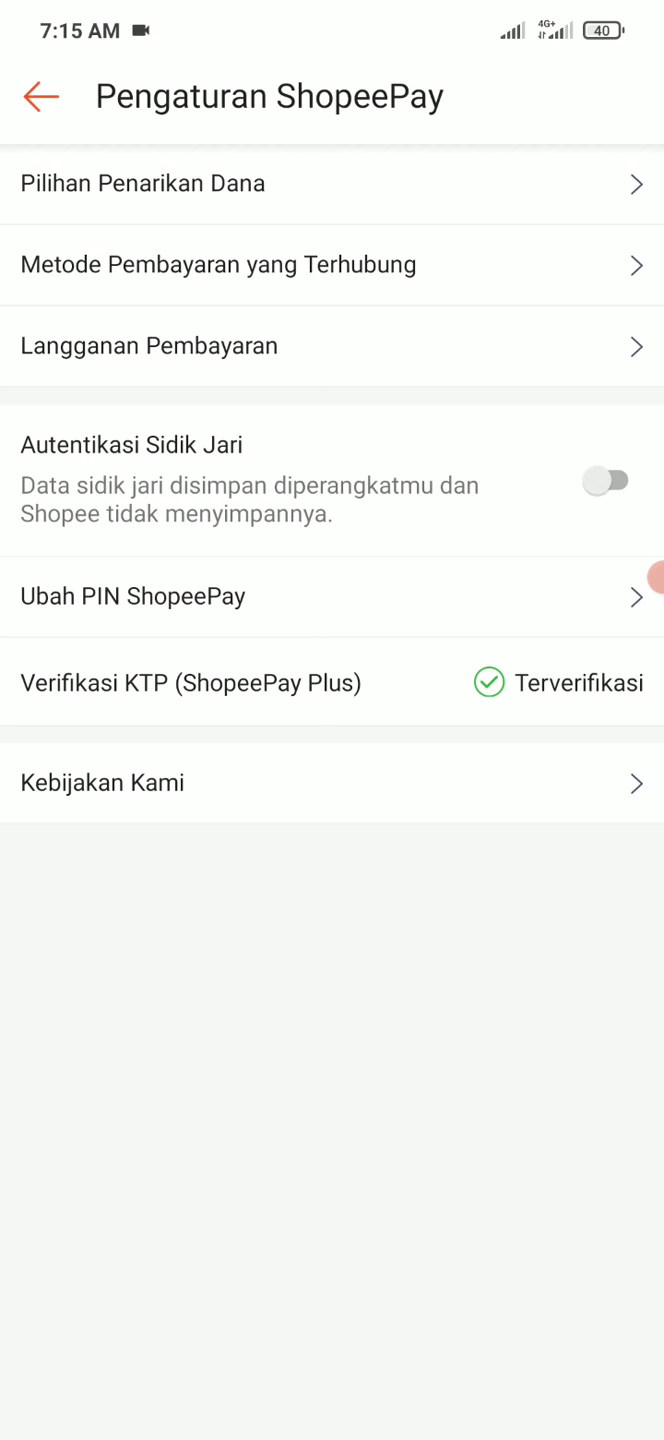 7:15 AM
4G+
40
Pengaturan ShopeePay
Pilihan Penarikan Dana
Metode Pembayaran yang Terhubung
Langganan Pembayaran
Autentikasi Sidik Jari
Data sidik jari disimpan diperangkatmu dan
Shopee tidak menyimpannya.
Ubah PIN ShopeePay
Verifikasi KTP (ShopeePay Plus) Terverifikasi
Kebijakan Kami